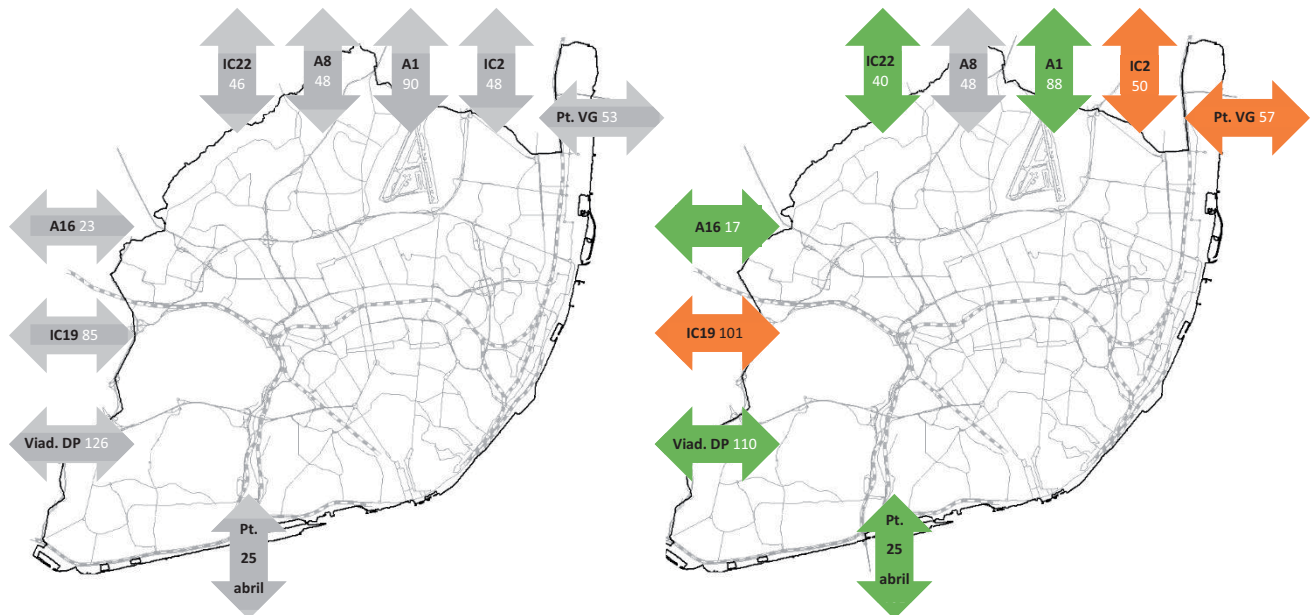 IC22
46
A8
48
A1
90
IC2
48
Pt. VG 53
A16 23
IC19 85
Viad. DP 126
Pt.
25
abril
IC22
40
A8
48
A1
88
IC2
50
Pt. VG 57
A16 17
IC19 101
Viad. DP 110
Pt.
25
abril